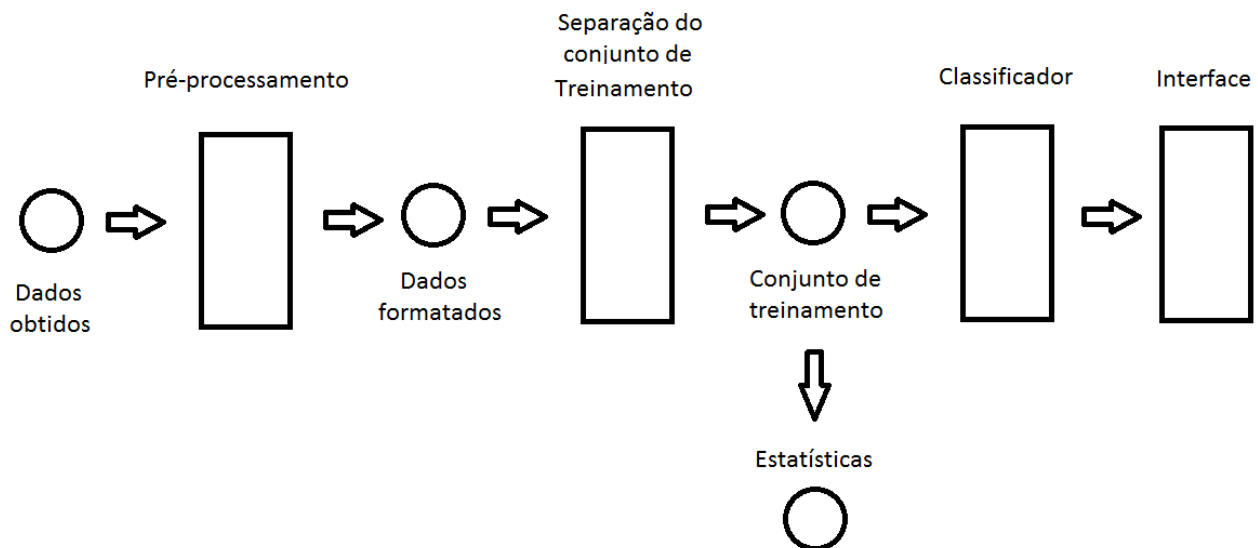 Pré-processamento
Separação do
conjunto de
Treinamento
Classificador
Interface
Dados
obtidos
Dados
formatados
Conjunto de
treinamento
Estatísticas